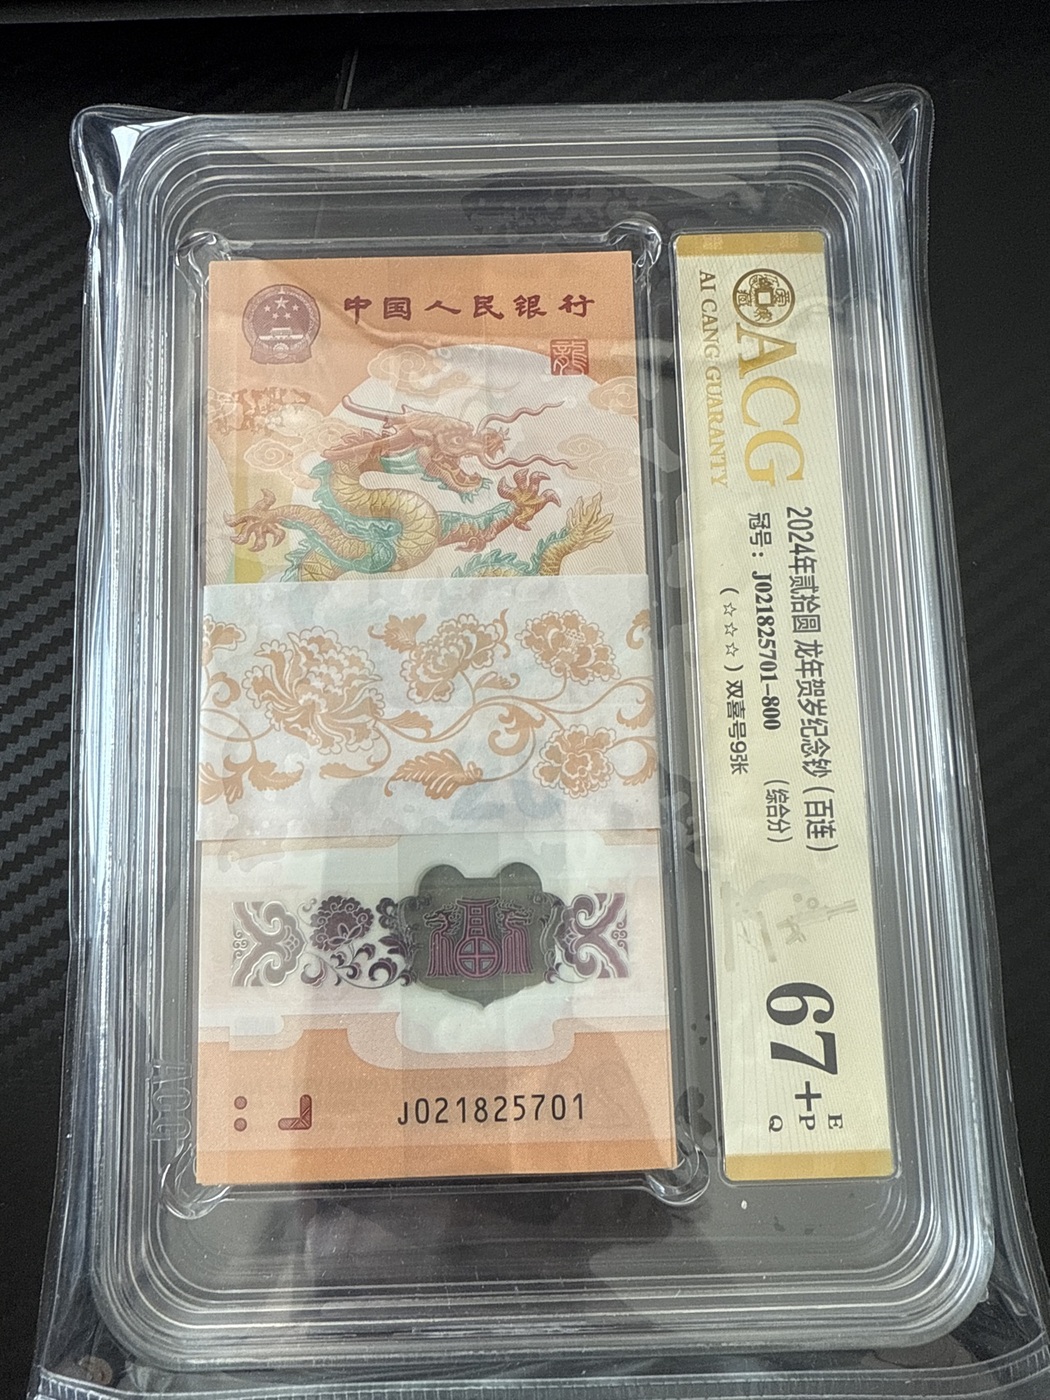 中国人民银行
龍
J021825701
ACG
AI CANG GUARANTY
2024年贰拾圆 龙年贺岁纪念钞（百连）
冠号：J021825701-800 （综合分）
（☆☆☆）双喜号9张
67+
E
P
Q